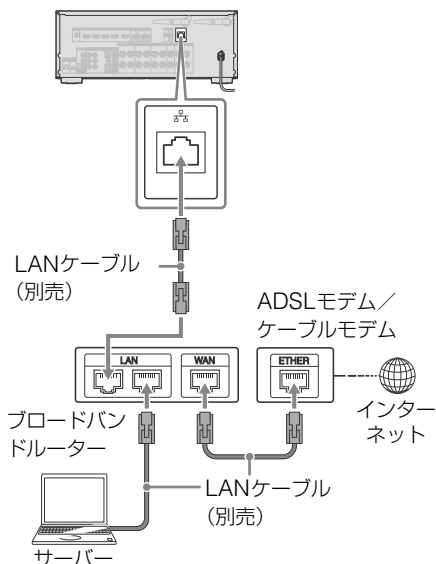 LANケーブル
（別売）
ADSLモデム／
ケーブルモデム
LAN
WAN
ETHER
ブロードバン
ドルーター
インター
ネット
LANケーブル
（別売）
サーバー